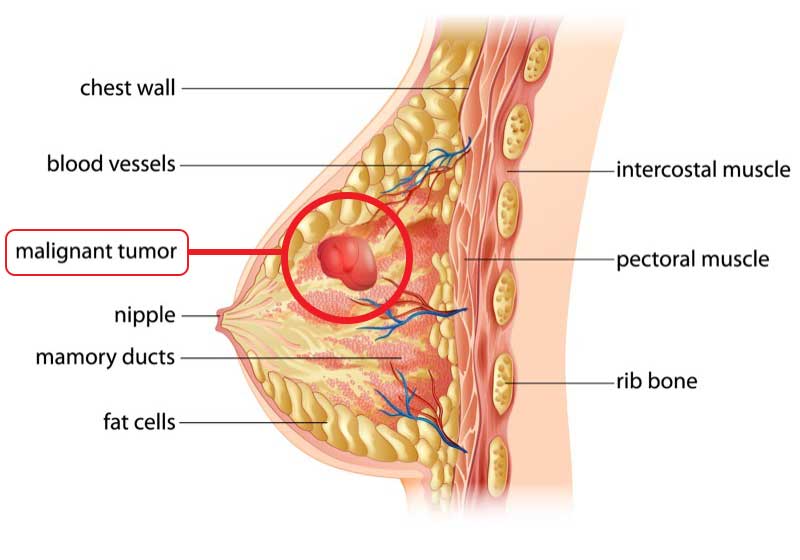 chest wall
blood vessels
malignant tumor
nipple
mamory ducts
fat cells
intercostal muscle
pectoral muscle
rib bone